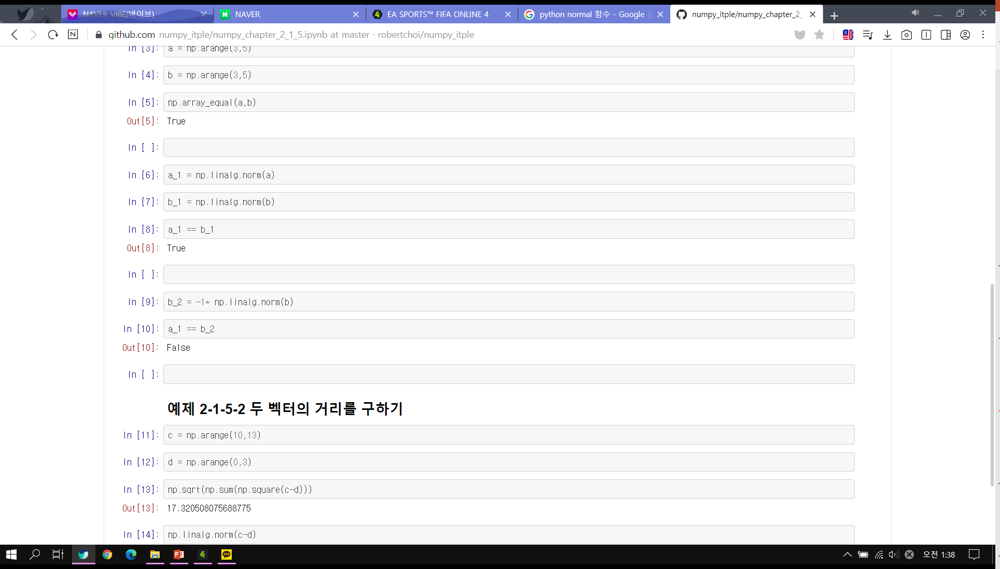 NAVER VIBE(바이브)
NAVER
EA SPORTS™ FIFA ONLINE 4
python normal 함수 - Google
numpy_itple/numpy_chapter_2_
github.com numpy_itple/numpy_chapter_2_1_5.ipynb at master · robertchoi/numpy_itple
In [3]: a = np.arange(3,5)
In [4]: b = np.arange(3,5)
In [5]: np.array_equal(a,b)
Out[5]: True
In [ ]:
In [6]: a_1 = np.linalg.norm(a)
In [7]: b_1 = np.linalg.norm(b)
In [8]: a_1 == b_1
Out[8]: True
In [ ]:
In [9]: b_2 = -1* np.linalg.norm(b)
In [10]: a_1 == b_2
Out[10]: False
In [ ]:
예제 2-1-5-2 두 벡터의 거리를 구하기
In [11]: c = np.arange(10,13)
In [12]: d = np.arange(0,3)
In [13]: np.sqrt(np.sum(np.square(c-d)))
Out[13]: 17.320508075688775
In [14]: np.linalg.norm(c-d)
오전 1:38